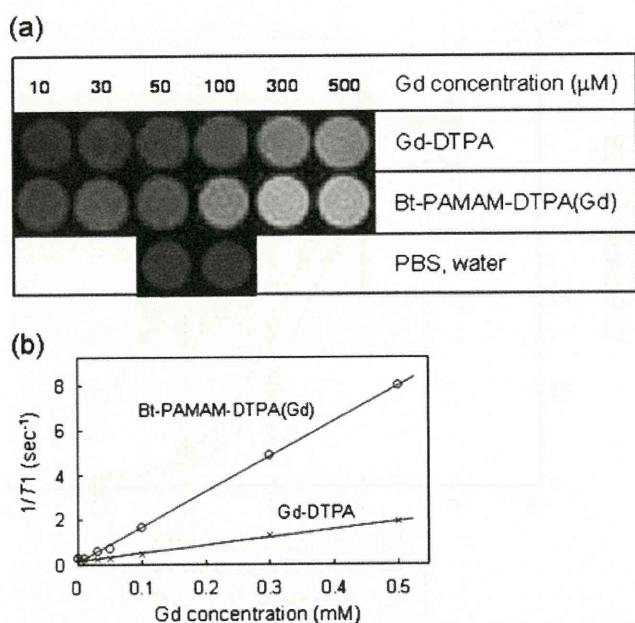 (a)
10 30 50 100 300 500 Gd concentration (µM)
Gd-DTPA
Bt-PAMAM-DTPA(Gd)
PBS, water
(b)
8
6
4
2
0
1/T1 (sec⁻¹)
Bt-PAMAM-DTPA(Gd)
Gd-DTPA
0 0.1 0.2 0.3 0.4 0.5
Gd concentration (mM)